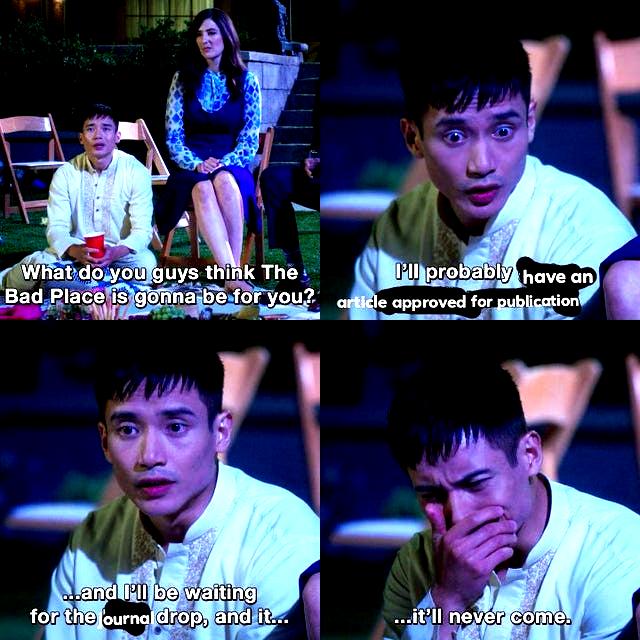 What do you guys think The
Bad Place is gonna be for you?
I'll probably have an
article approved for publication
...and I'll be waiting
for the ournal drop, and it...
...it'll never come.